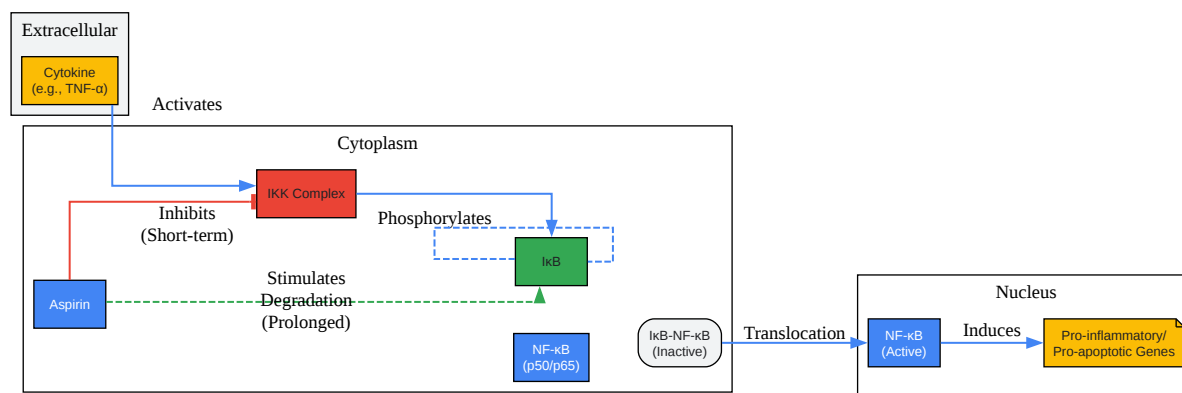 Extracellular
Cytokine
(e.g., TNF-α)
Activates
Cytoplasm
IKK Complex
Inhibits
(Short-term)
Phosphorylates
IκB
Aspirin
Stimulates
Degradation
(Prolonged)
NF-κB
(p50/p65)
IκB-NF-κB
(Inactive)
Translocation
Nucleus
NF-κB
(Active)
Induces
Pro-inflammatory/
Pro-apoptotic Genes